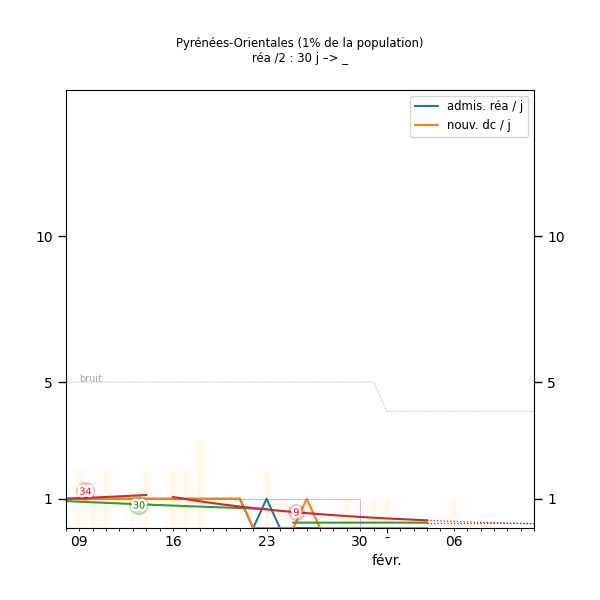 Pyrénées-Orientales (1% de la population)
réa /2 : 30 j –> _
admis. réa / j
nouv. dc / j
10
10
bruit
5
5
34
30
9
1
1
09
16
23
30
-
06
févr.